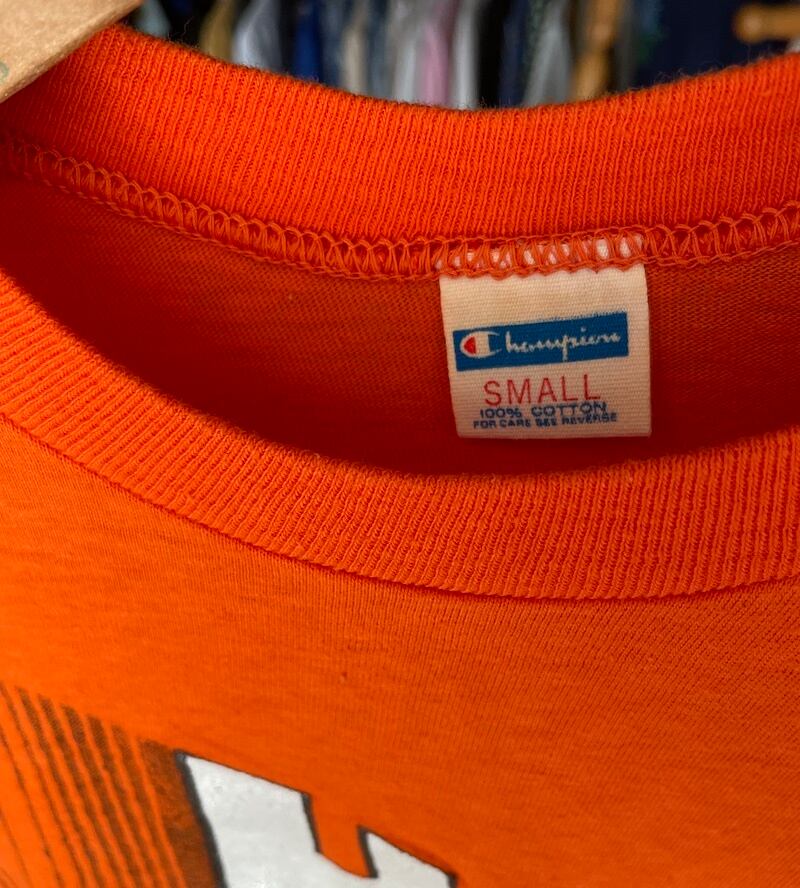 Champion
SMALL
100% COTTON
FOR CARE SEE REVERSE